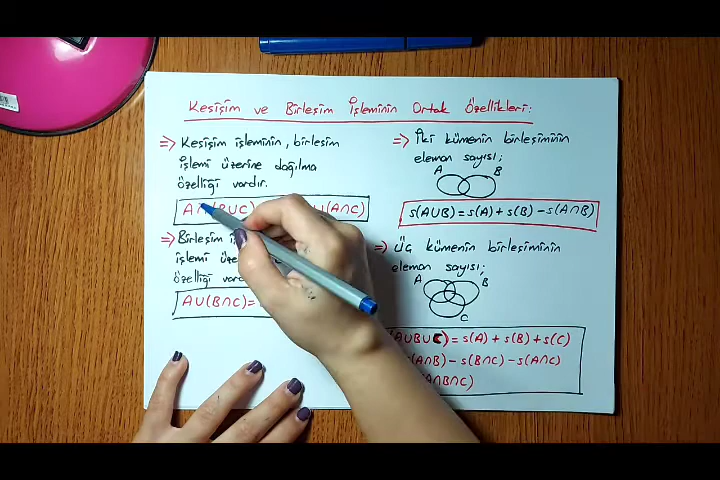 Kesişim ve Birleşim İşleminin Ortak Özellikleri:
=> Kesişim işleminin, birleşim
işlemi üzerine dağılma
özelliği vardır.
A∩(B∪C) ∪(A∩C)
=> Birleşim
işlemi
özelliği
A∪(B∩C)=
=> İki kümenin birleşiminin
eleman sayısı;
A B
s(A∪B) = s(A) + s(B) - s(A∩B)
=> Üç kümenin birleşiminin
eleman sayısı;
A B
C
(A∪B∪C) = s(A) + s(B) + s(C)
(A∩B) - s(B∩C) - s(A∩C)
(A∩B∩C)